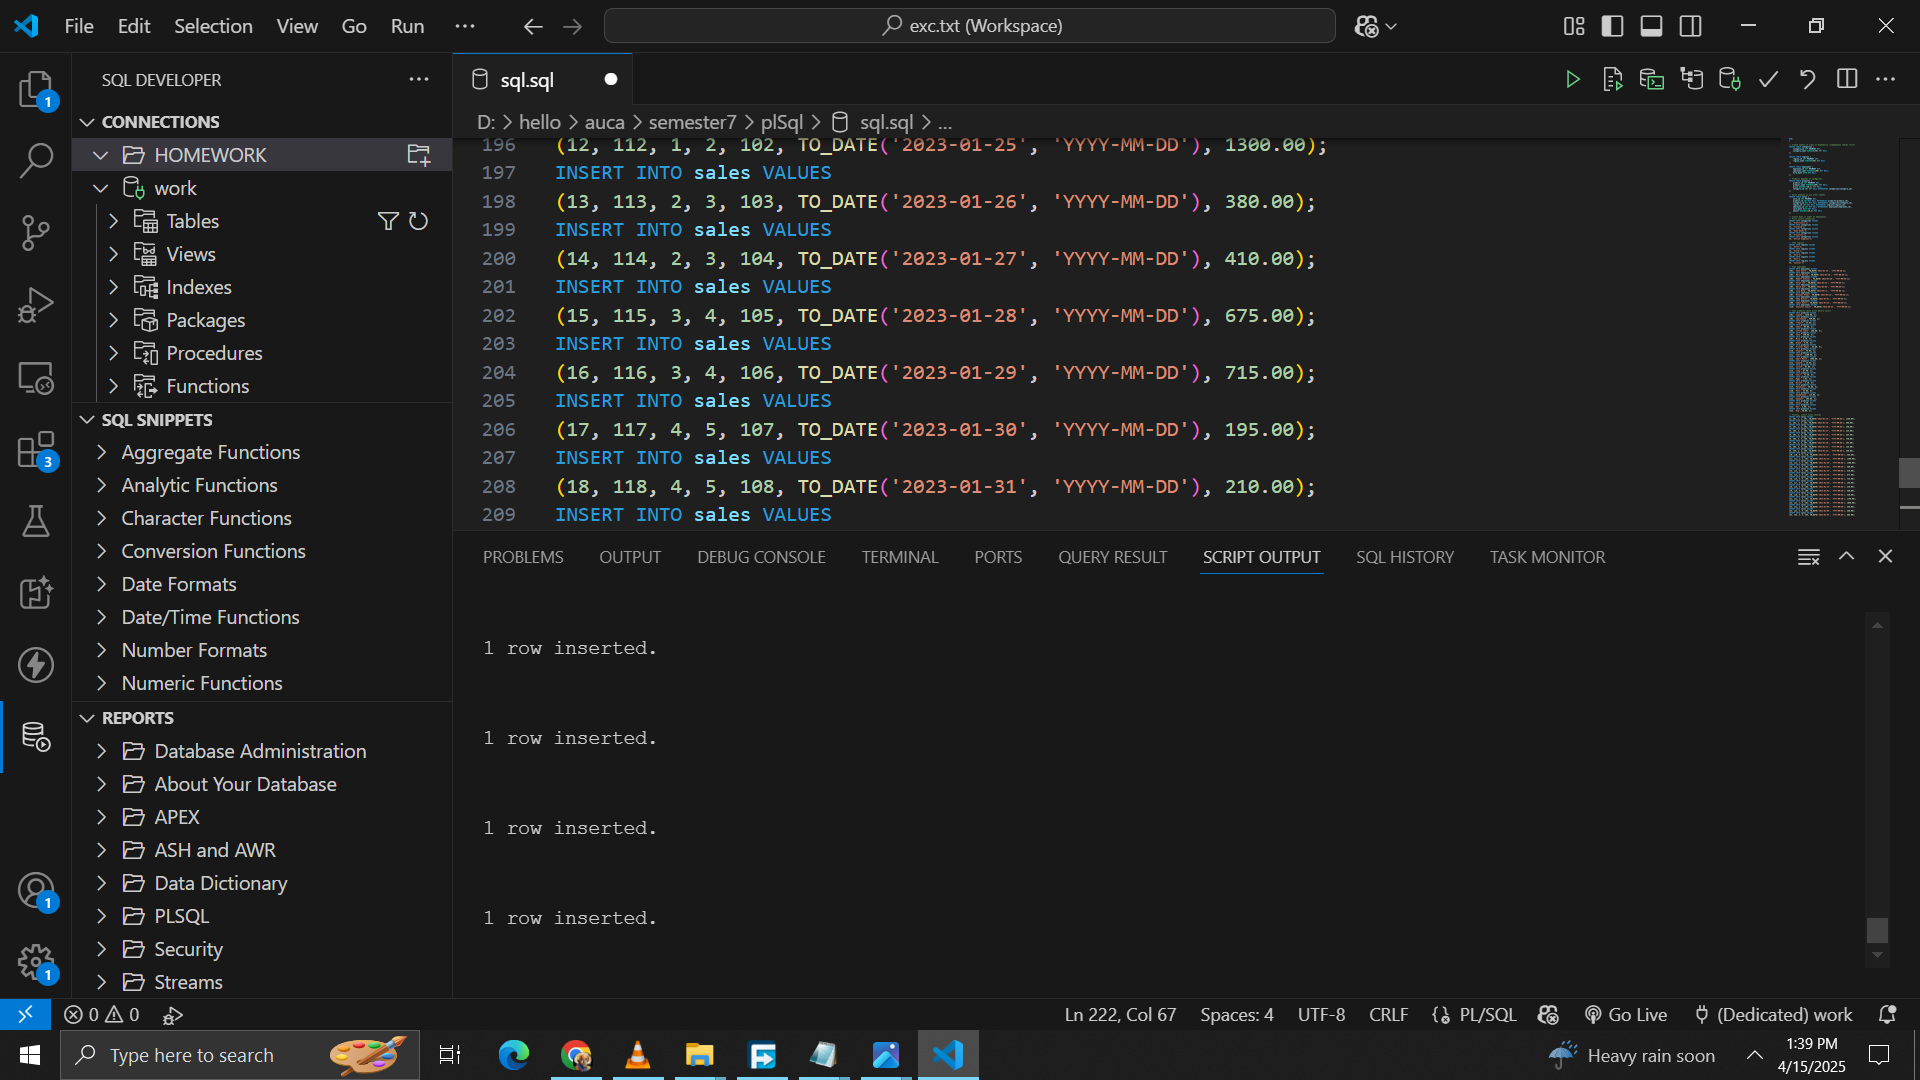 File Edit Selection View Go Run ...
exc.txt (Workspace)
SQL DEVELOPER
CONNECTIONS
HOMEWORK
work
Tables
Views
Indexes
Packages
Procedures
Functions
SQL SNIPPETS
Aggregate Functions
Analytic Functions
Character Functions
Conversion Functions
Date Formats
Date/Time Functions
Number Formats
Numeric Functions
REPORTS
Database Administration
About Your Database
APEX
ASH and AWR
Data Dictionary
PLSQL
Security
Streams
1
3
1
1
sql.sql
D: > hello > auca > semester7 > plSql > sql.sql > ...
196 (12, 112, 1, 2, 102, TO_DATE('2023-01-25', 'YYYY-MM-DD'), 1300.00);
197 INSERT INTO sales VALUES
198 (13, 113, 2, 3, 103, TO_DATE('2023-01-26', 'YYYY-MM-DD'), 380.00);
199 INSERT INTO sales VALUES
200 (14, 114, 2, 3, 104, TO_DATE('2023-01-27', 'YYYY-MM-DD'), 410.00);
201 INSERT INTO sales VALUES
202 (15, 115, 3, 4, 105, TO_DATE('2023-01-28', 'YYYY-MM-DD'), 675.00);
203 INSERT INTO sales VALUES
204 (16, 116, 3, 4, 106, TO_DATE('2023-01-29', 'YYYY-MM-DD'), 715.00);
205 INSERT INTO sales VALUES
206 (17, 117, 4, 5, 107, TO_DATE('2023-01-30', 'YYYY-MM-DD'), 195.00);
207 INSERT INTO sales VALUES
208 (18, 118, 4, 5, 108, TO_DATE('2023-01-31', 'YYYY-MM-DD'), 210.00);
209 INSERT INTO sales VALUES
PROBLEMS OUTPUT DEBUG CONSOLE TERMINAL PORTS QUERY RESULT SCRIPT OUTPUT SQL HISTORY TASK MONITOR
1 row inserted.
1 row inserted.
1 row inserted.
1 row inserted.
0 0 Ln 222, Col 67 Spaces: 4 UTF-8 CRLF PL/SQL Go Live (Dedicated) work
Type here to search
Heavy rain soon
1:39 PM
4/15/2025